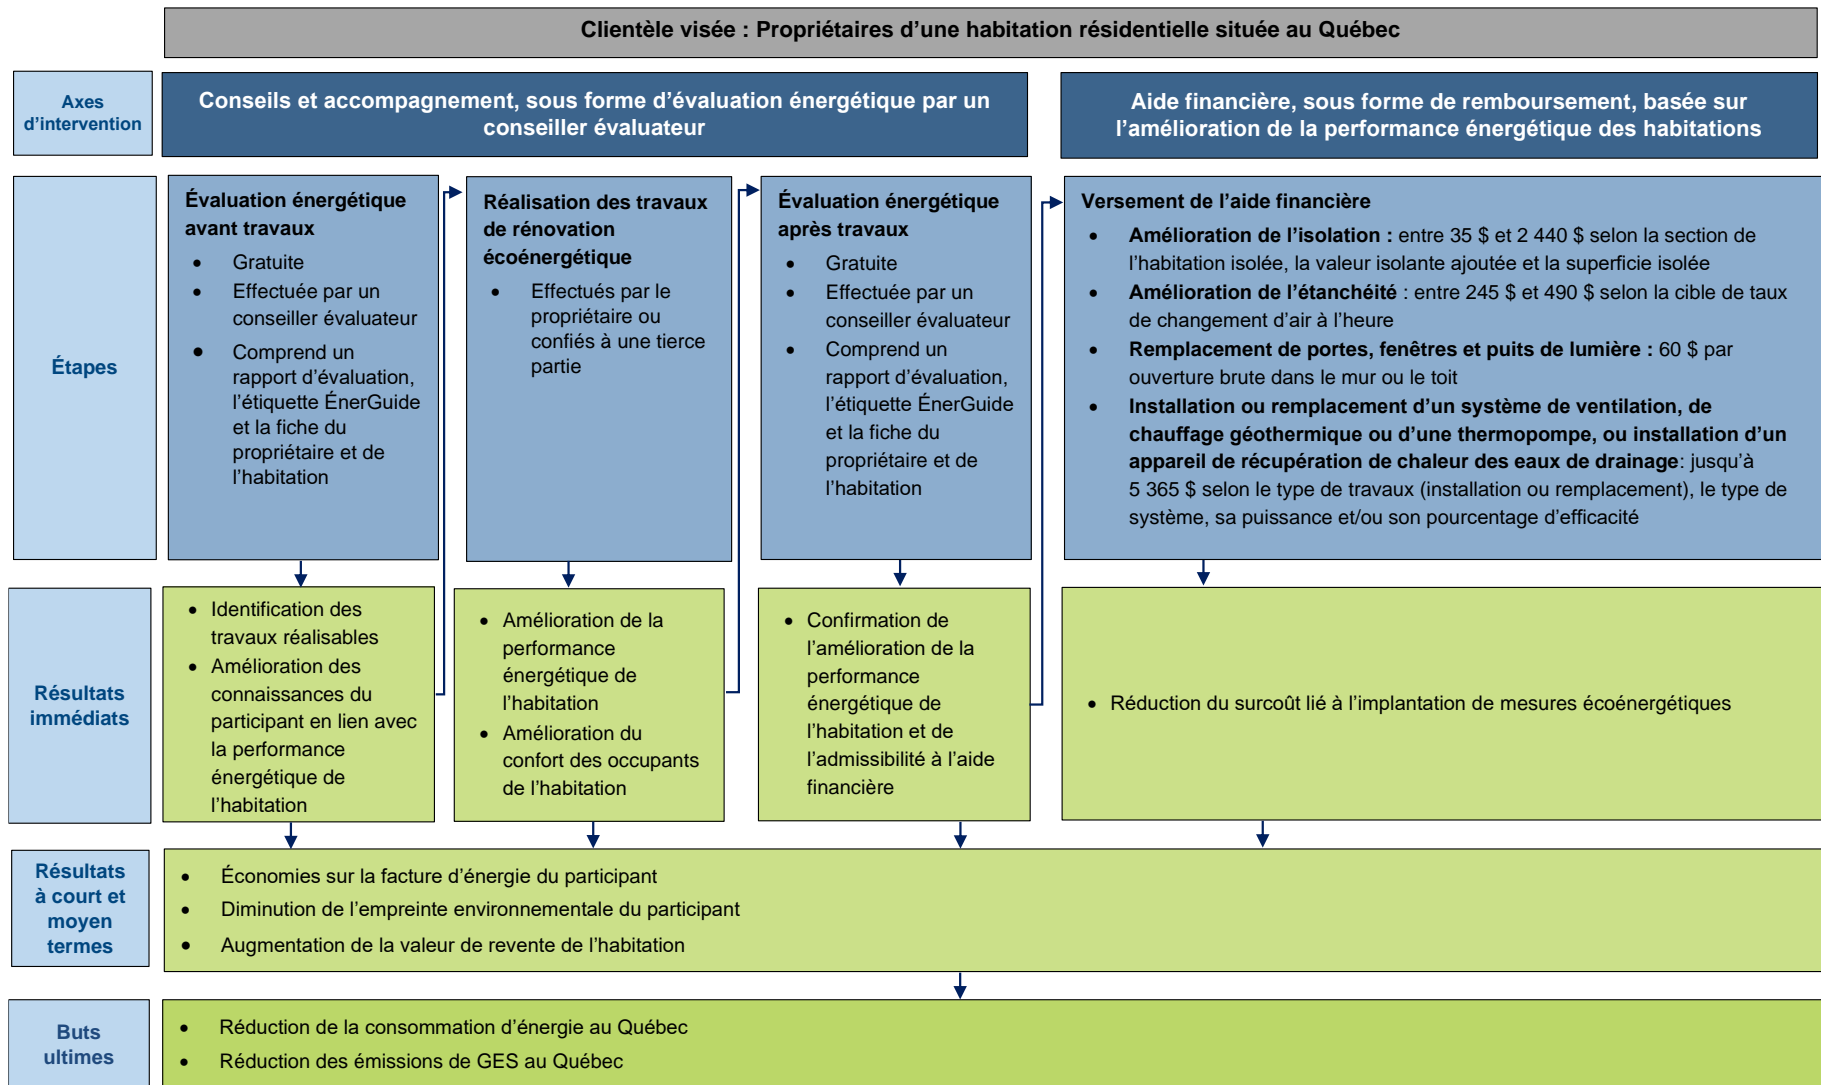 Clientèle visée : Propriétaires d’une habitation résidentielle située au Québec
Axes
d’intervention
Conseils et accompagnement, sous forme d’évaluation énergétique par un
conseiller évaluateur
Aide financière, sous forme de remboursement, basée sur
l’amélioration de la performance énergétique des habitations
Étapes
Évaluation énergétique
avant travaux
• Gratuite
• Effectuée par un
conseiller évaluateur
• Comprend un
rapport d’évaluation,
l’étiquette ÉnerGuide
et la fiche du
propriétaire et de
l’habitation
Réalisation des travaux
de rénovation
écoénergétique
• Effectués par le
propriétaire ou
confiés à une tierce
partie
Évaluation énergétique
après travaux
• Gratuite
• Effectuée par un
conseiller évaluateur
• Comprend un
rapport d’évaluation,
l’étiquette ÉnerGuide
et la fiche du
propriétaire et de
l’habitation
Versement de l’aide financière
• Amélioration de l’isolation : entre 35 $ et 2 440 $ selon la section de
l’habitation isolée, la valeur isolante ajoutée et la superficie isolée
• Amélioration de l’étanchéité : entre 245 $ et 490 $ selon la cible de taux
de changement d’air à l’heure
• Remplacement de portes, fenêtres et puits de lumière : 60 $ par
ouverture brute dans le mur ou le toit
• Installation ou remplacement d’un système de ventilation, de
chauffage géothermique ou d’une thermopompe, ou installation d’un
appareil de récupération de chaleur des eaux de drainage: jusqu’à
5 365 $ selon le type de travaux (installation ou remplacement), le type de
système, sa puissance et/ou son pourcentage d’efficacité
Résultats
immédiats
• Identification des
travaux réalisables
• Amélioration des
connaissances du
participant en lien avec
la performance
énergétique de
l’habitation
• Amélioration de la
performance
énergétique de
l’habitation
• Amélioration du
confort des occupants
de l’habitation
• Confirmation de
l’amélioration de la
performance
énergétique de
l’habitation et de
l’admissibilité à l’aide
financière
• Réduction du surcoût lié à l’implantation de mesures écoénergétiques
Résultats
à court et
moyen
termes
• Économies sur la facture d’énergie du participant
• Diminution de l’empreinte environnementale du participant
• Augmentation de la valeur de revente de l’habitation
Buts
ultimes
• Réduction de la consommation d’énergie au Québec
• Réduction des émissions de GES au Québec